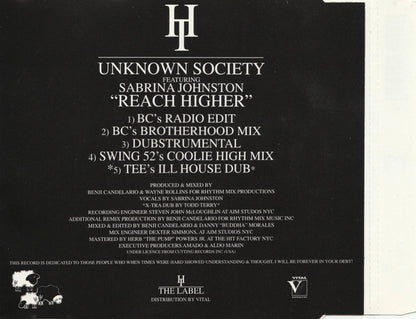 HI
UNKNOWN SOCIETY
FEATURING
SABRINA JOHNSTON
"REACH HIGHER"
1) BC's RADIO EDIT
2) BC's BROTHERHOOD MIX
3) DUBSTRUMENTAL
4) SWING 52's COOLIE HIGH MIX
*5) TEE's ILL HOUSE DUB*
PRODUCED & MIXED BY
BENJI CANDELARIO & WAYNE ROLLINS FOR RHYTHM MIX PRODUCTIONS
VOCALS BY SABRINA JOHNSTON
*X-TRA DUB BY TODD TERRY*
RECORDING ENGINEER STEVEN JOHN McLOUGHLIN AT AIM STUDIOS NYC
ADDITIONAL REMIX PRODUCTION BY BENJI CANDELARIO FOR RHYTHM MIX MUSIC INC
MIXED & EDITED BY BENJI CANDELARIO & DANNY "BUDDHA" MORALES
MIX ENGINEER DEXTER SIMMONS, AT AIM STUDIOS NYC
MASTERED BY HERB "THE PUMP" POWERS JR. AT THE HIT FACTORY NYC
EXECUTIVE PRODUCERS AMADO & ALDO MARIN
UNDER LICENCE FROM CUTTING RECORDS INC (USA)
THIS RECORD IS DEDICATED TO THOSE PEOPLE WHO WHEN TIMES WERE HARD SHOWED UNDERSTANDING & THOUGHT. I WILL BE FOREVER IN YOUR DEBT!
HI
THE LABEL
DISTRIBUTION BY VITAL
VITAL
V